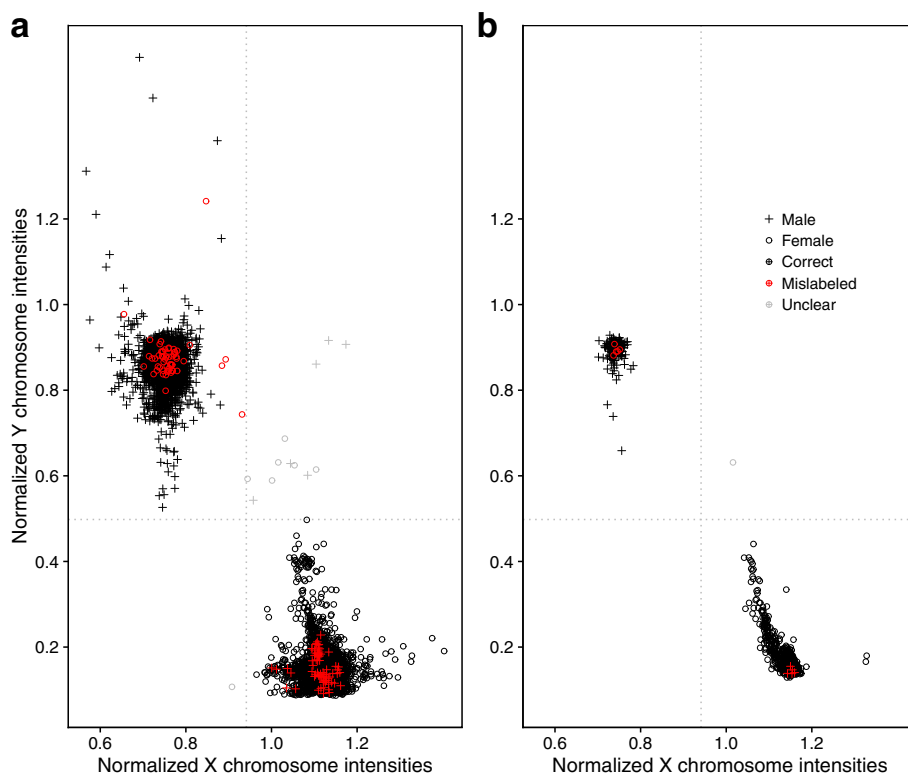 a
b
Normalized Y chromosome intensities
1.2
1.0
0.8
0.6
0.4
0.2
1.2
1.0
0.8
0.6
0.4
0.2
Male
Female
Correct
Mislabeled
Unclear
0.6 0.8 1.0 1.2
0.6 0.8 1.0 1.2
Normalized X chromosome intensities
Normalized X chromosome intensities